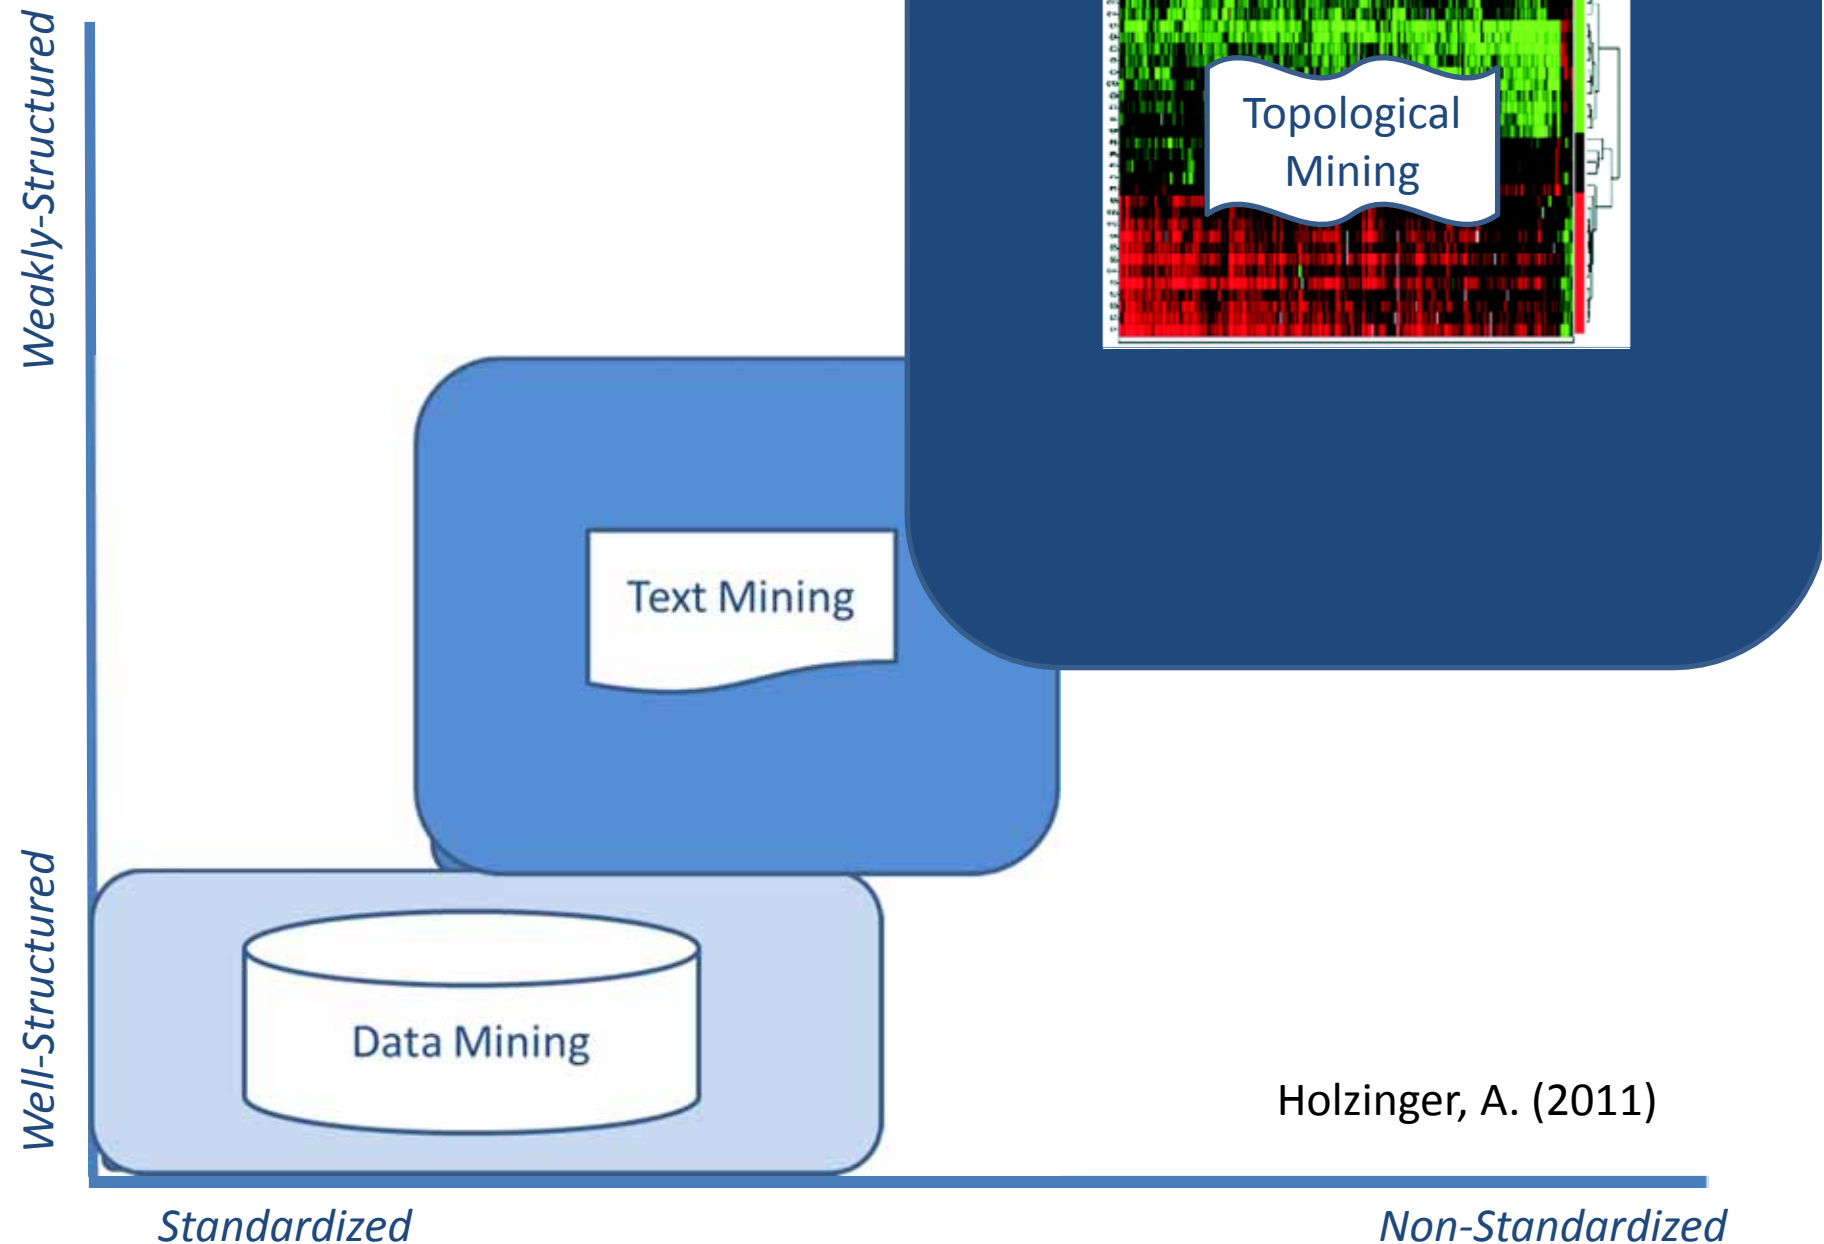 Weakly-Structured
Topological
Mining
Text Mining
Well-Structured
Data Mining
Holzinger, A. (2011)
Standardized
Non-Standardized